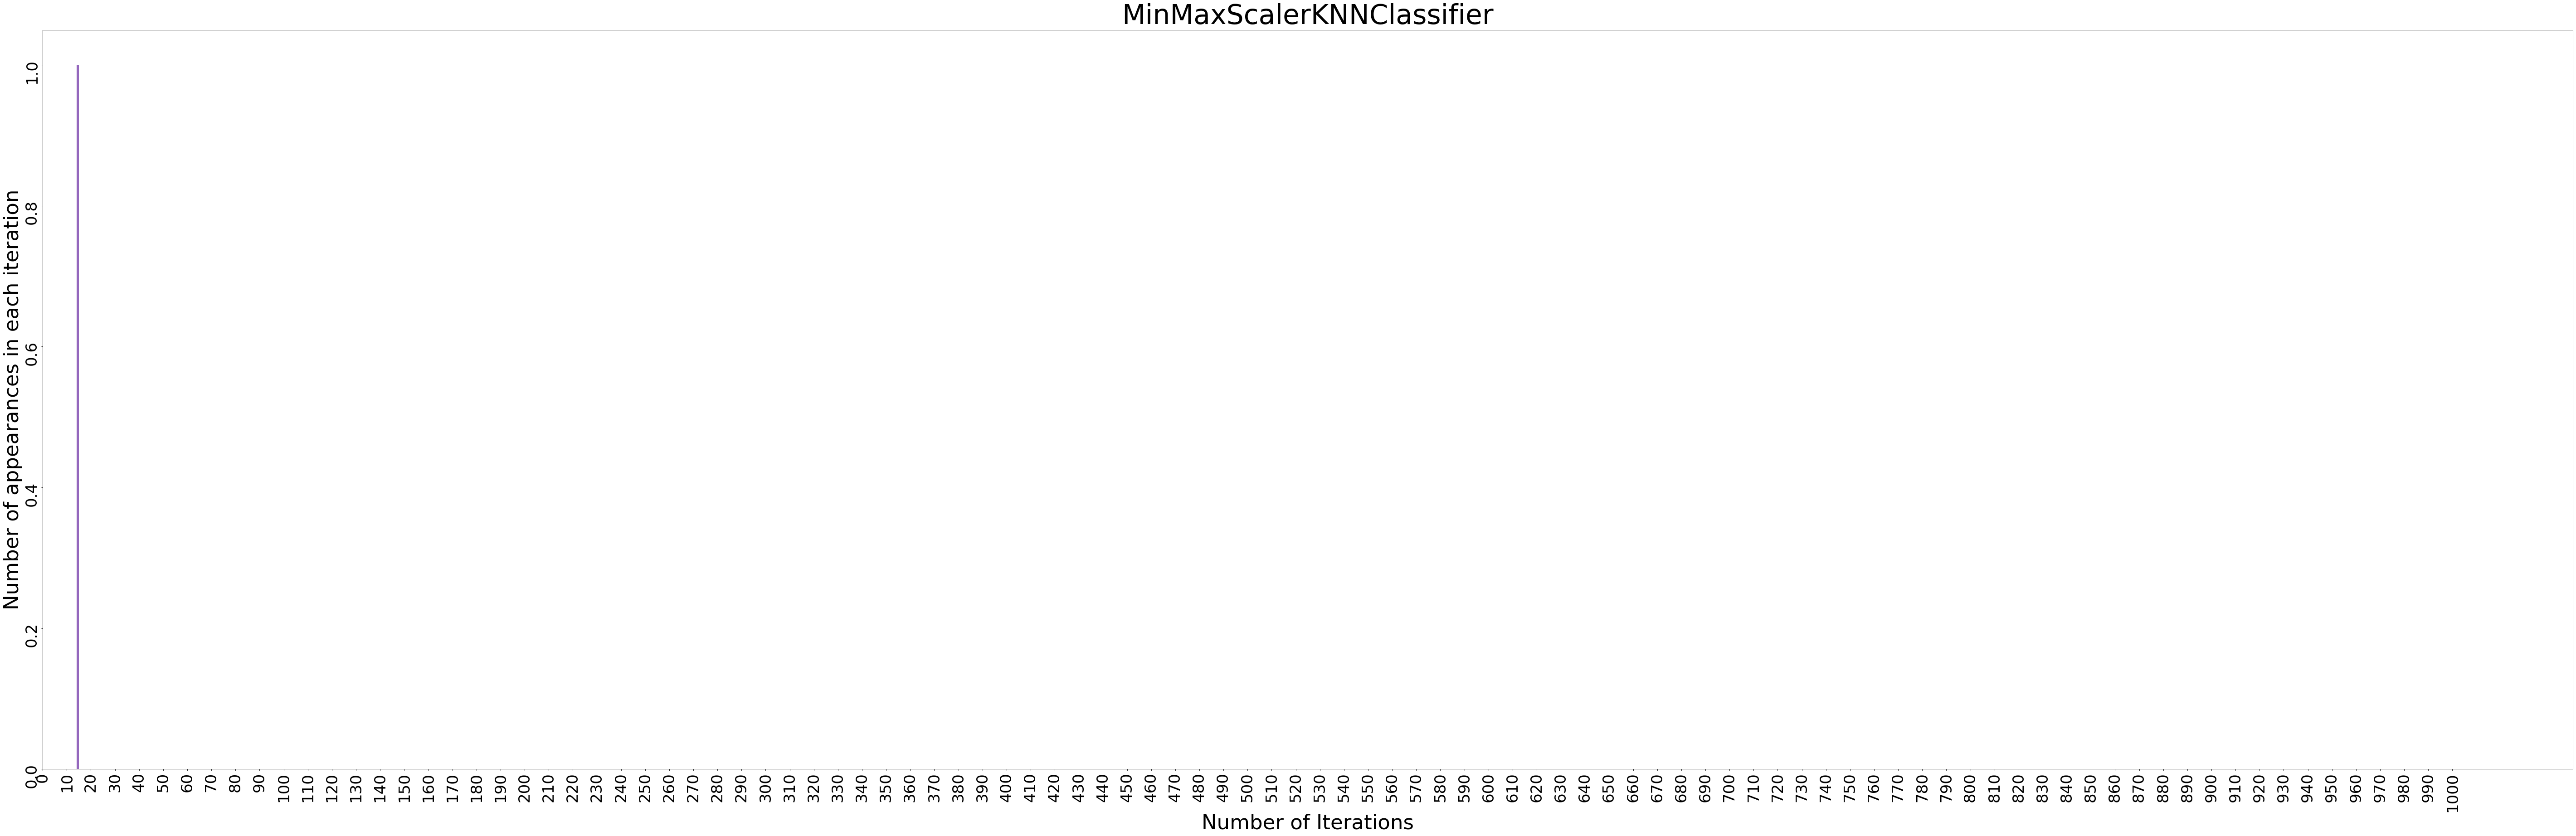 MinMaxScalerKNNClassifier
Number of appearances in each iteration
1.0
0.8
0.6
0.4
0.2
0.0
0 10 20 30 40 50 60 70 80 90 100 110 120 130 140 150 160 170 180 190 200 210 220 230 240 250 260 270 280 290 300 310 320 330 340 350 360 370 380 390 400 410 420 430 440 450 460 470 480 490 500 510 520 530 540 550 560 570 580 590 600 610 620 630 640 650 660 670 680 690 700 710 720 730 740 750 760 770 780 790 800 810 820 830 840 850 860 870 880 890 900 910 920 930 940 950 960 970 980 990 1000
Number of Iterations